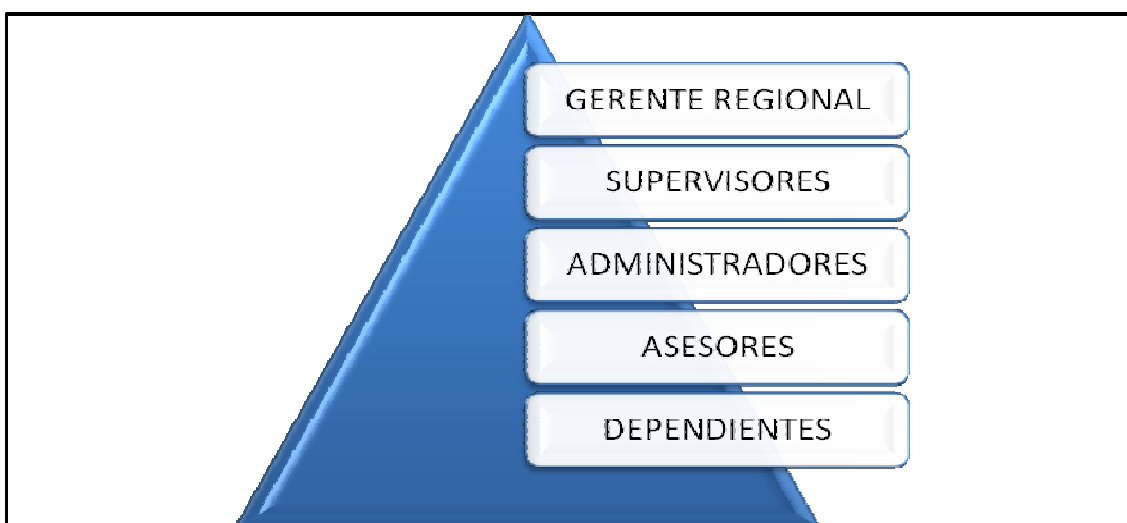 GERENTE REGIONAL
SUPERVISORES
ADMINISTRADORES
ASESORES
DEPENDIENTES